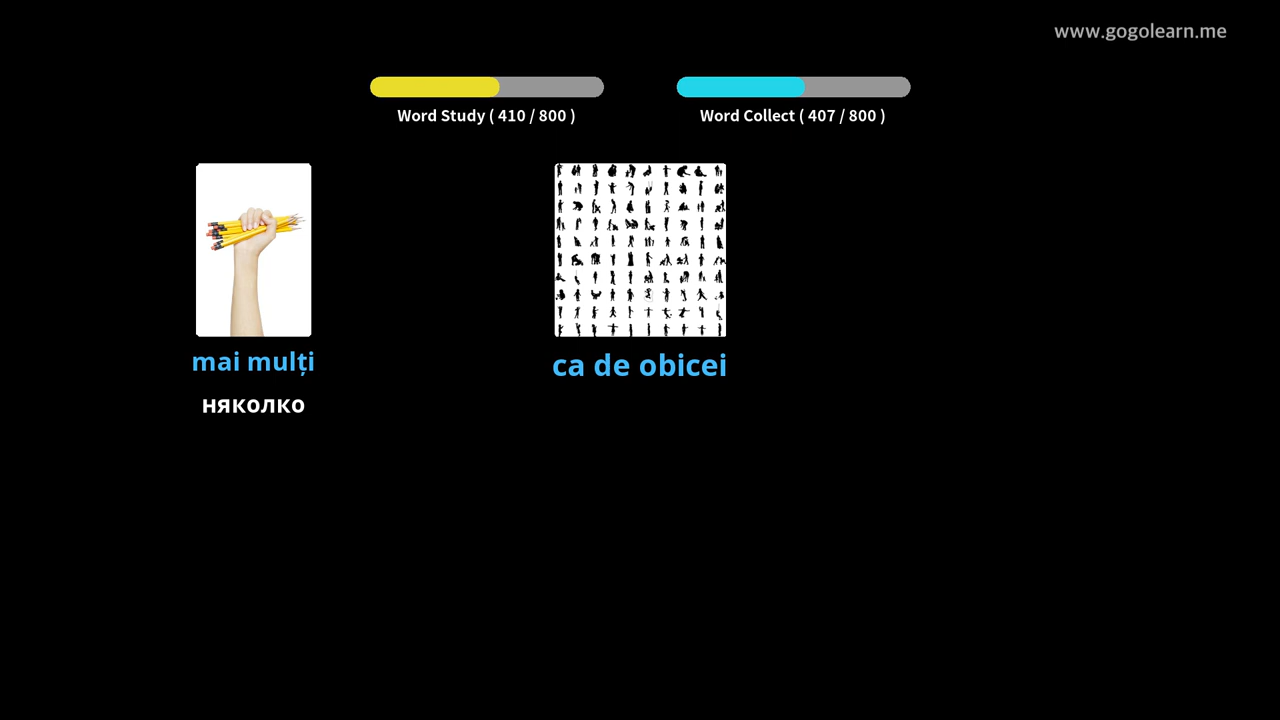 www.gogolearn.me
Word Study ( 410 / 800 )
Word Collect ( 407 / 800 )
mai mulți
ca de obicei
няколко